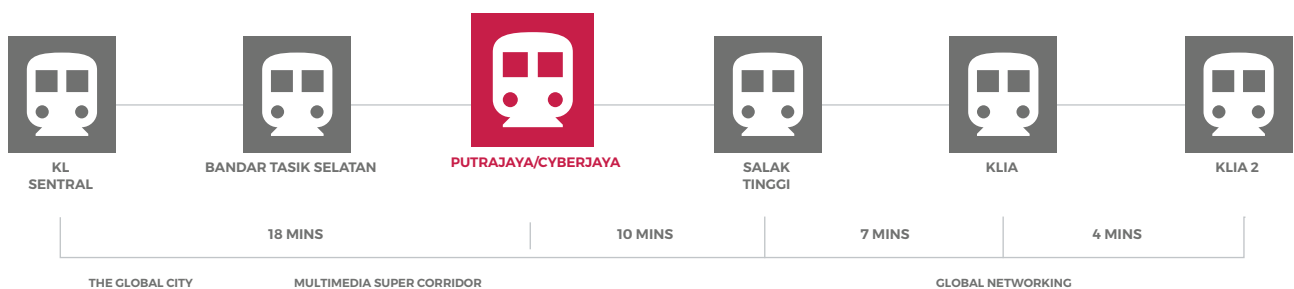 KL
SENTRAL
BANDAR TASIK SELATAN
PUTRAJAYA/CYBERJAYA
SALAK
TINGGI
KLIA
KLIA 2
18 MINS
10 MINS
7 MINS
4 MINS
THE GLOBAL CITY
MULTIMEDIA SUPER CORRIDOR
GLOBAL NETWORKING